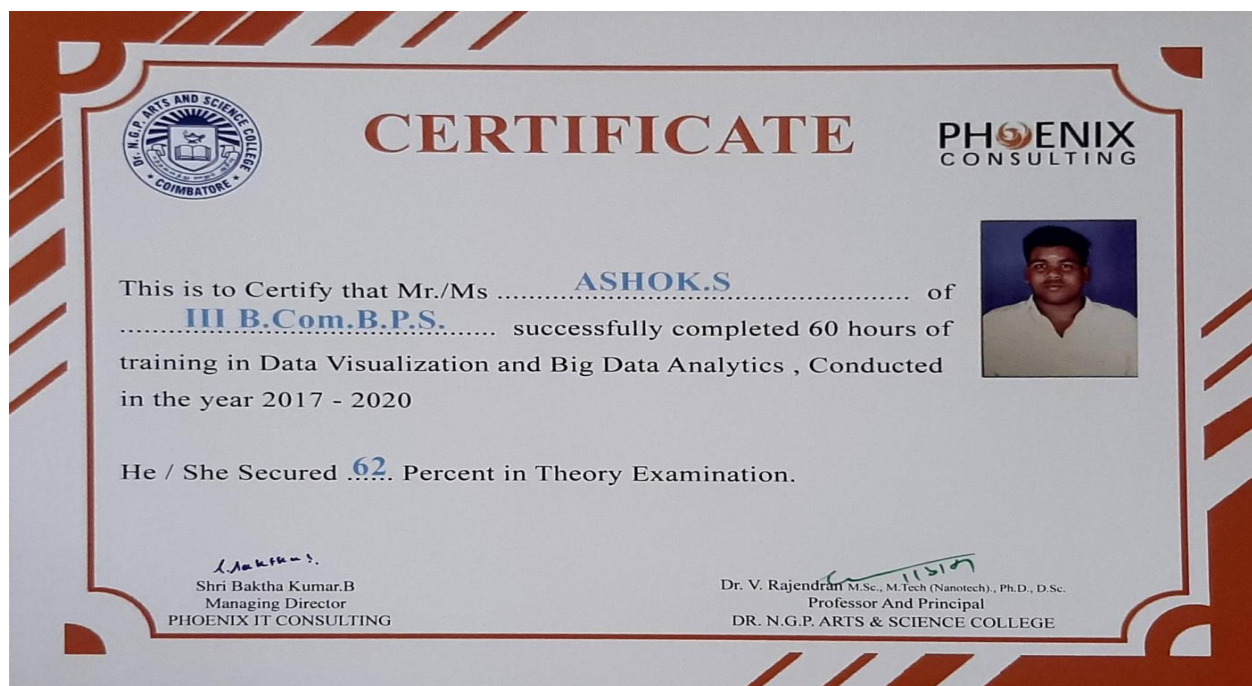 Dr. N.G.P. ARTS AND SCIENCE COLLEGE
* COIMBATORE *
CERTIFICATE
PHOENIX
CONSULTING
This is to Certify that Mr./Ms ............ASHOK.S............................ of
............III B.Com.B.P.S.......... successfully completed 60 hours of
training in Data Visualization and Big Data Analytics , Conducted
in the year 2017 - 2020
He / She Secured .62. Percent in Theory Examination.
Shri Baktha Kumar.B
Managing Director
PHOENIX IT CONSULTING
Dr. V. Rajendran M.Sc., M.Tech (Nanotech)., Ph.D., D.Sc.
Professor And Principal
DR. N.G.P. ARTS & SCIENCE COLLEGE